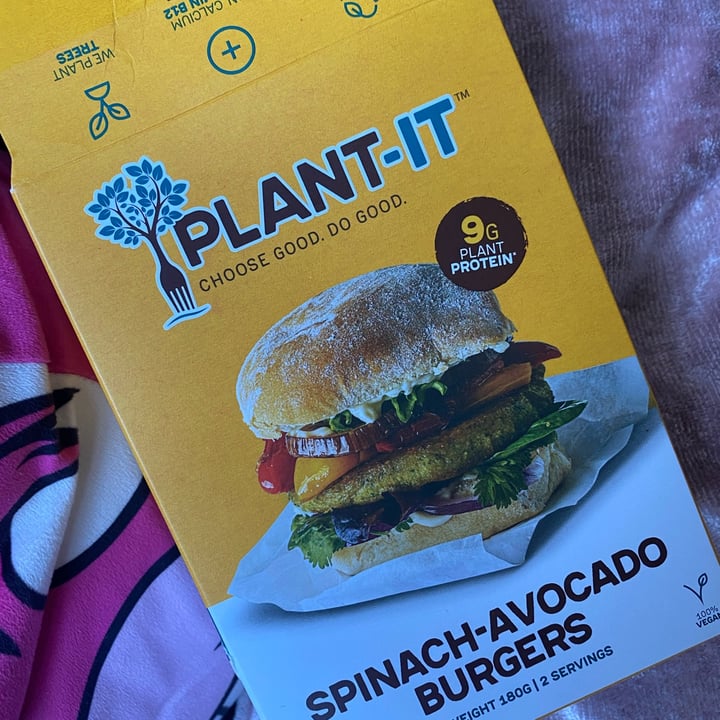 WE PLANT
TREES
N CALCIUM
MIN B12
PLANT-IT™
CHOOSE GOOD. DO GOOD.
9G
PLANT
PROTEIN*
SPINACH-AVOCADO
BURGERS
WEIGHT 180G | 2 SERVINGS
100%
VEGAN